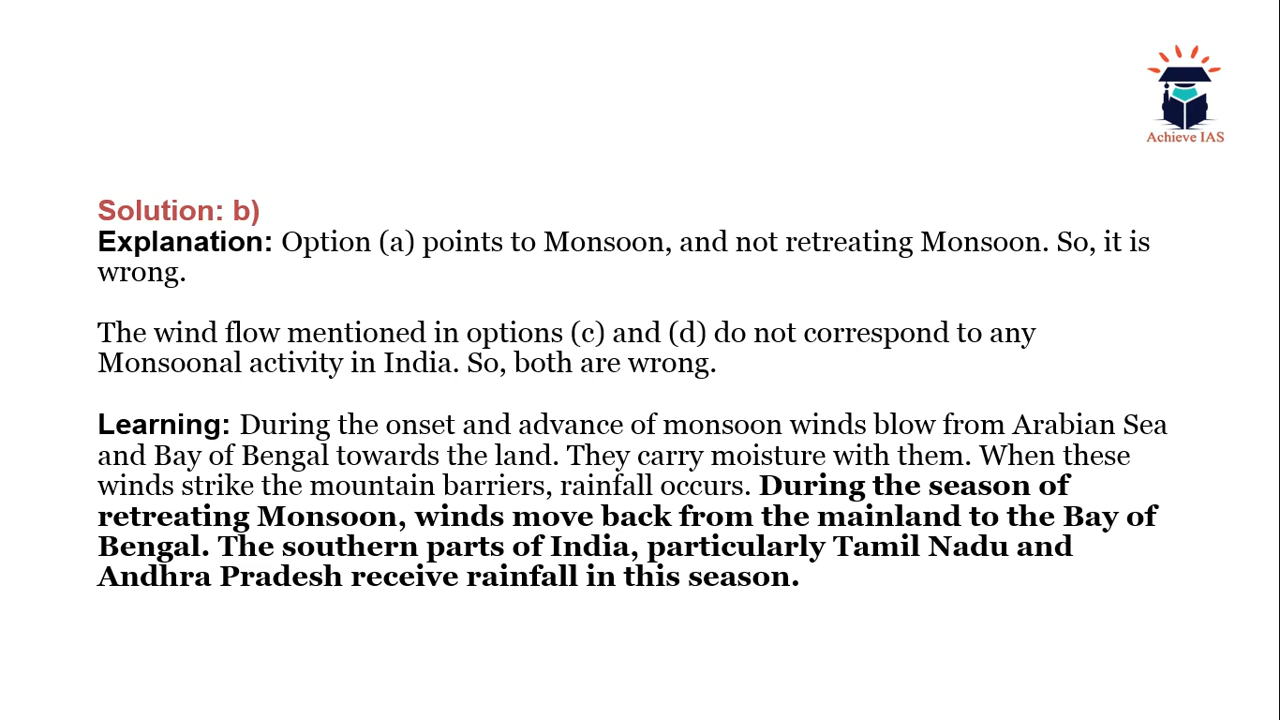 Achieve IAS
Solution: b)
Explanation: Option (a) points to Monsoon, and not retreating Monsoon. So, it is
wrong.
The wind flow mentioned in options (c) and (d) do not correspond to any
Monsoonal activity in India. So, both are wrong.
Learning: During the onset and advance of monsoon winds blow from Arabian Sea
and Bay of Bengal towards the land. They carry moisture with them. When these
winds strike the mountain barriers, rainfall occurs. During the season of
retreating Monsoon, winds move back from the mainland to the Bay of
Bengal. The southern parts of India, particularly Tamil Nadu and
Andhra Pradesh receive rainfall in this season.